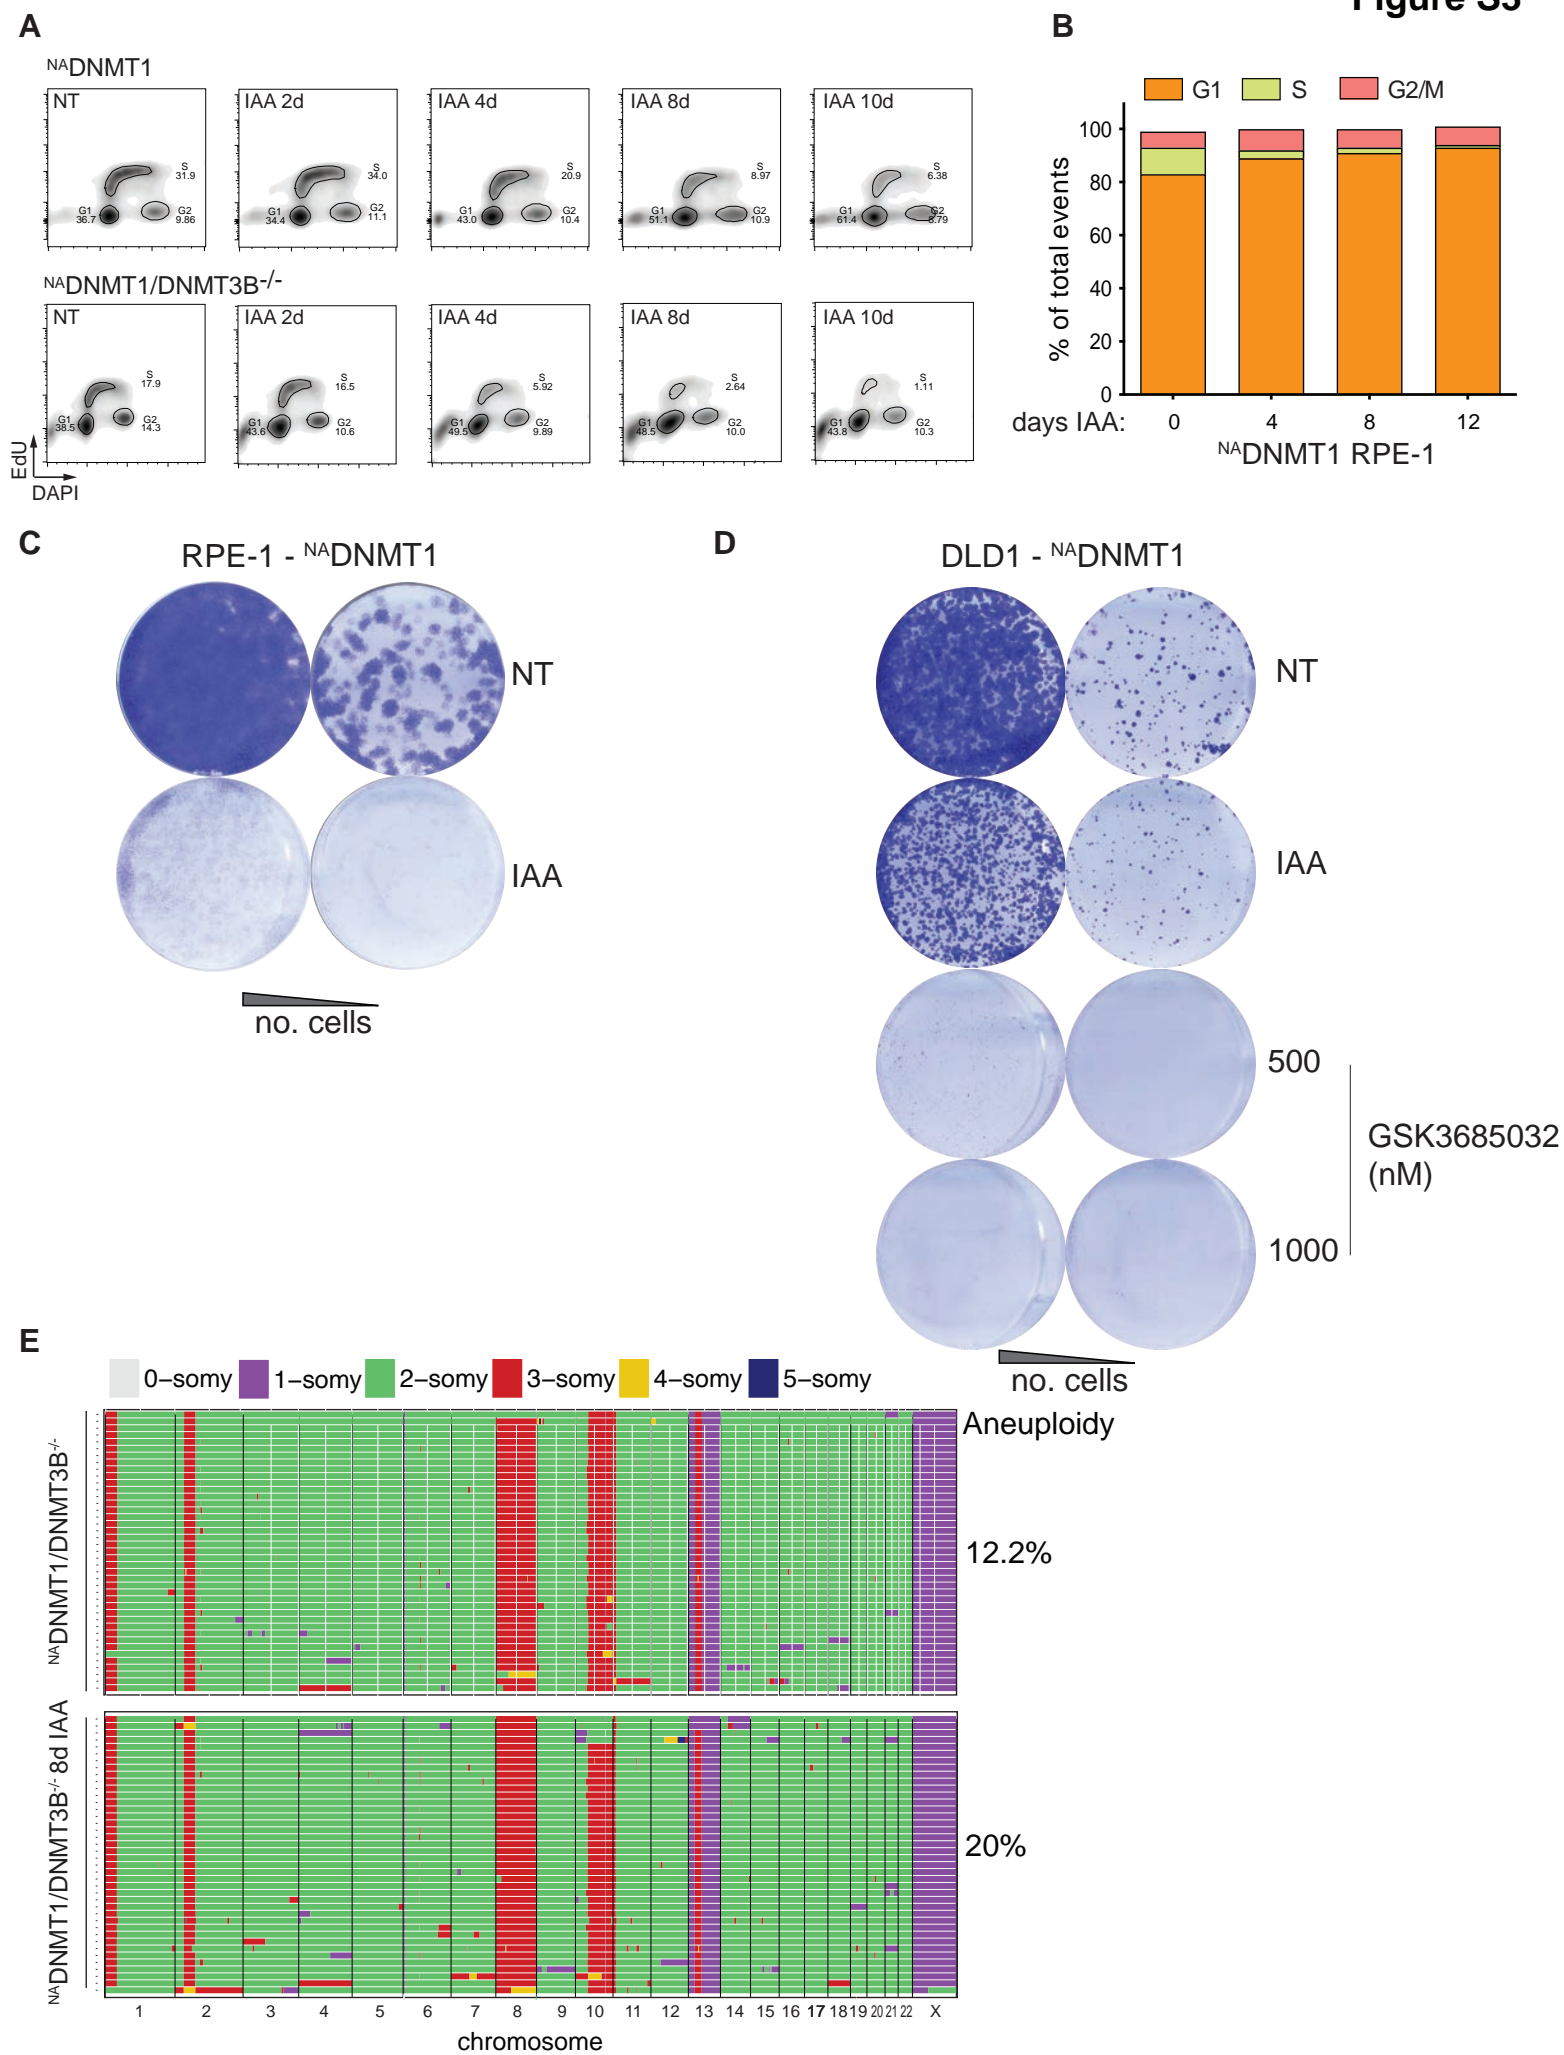 Figure S5
A
NADNMT1
NT
S
31.9
G1
36.7
G2
9.86
IAA 2d
S
34.0
G1
34.4
G2
11.1
IAA 4d
S
20.9
G1
43.0
G2
10.4
IAA 8d
S
8.97
G1
51.1
G2
10.9
IAA 10d
S
6.38
G1
61.4
G2
8.79
NADNMT1/DNMT3B-/-
NT
S
17.9
G1
38.5
G2
14.3
IAA 2d
S
16.5
G1
43.6
G2
10.6
IAA 4d
S
5.92
G1
49.5
G2
9.89
IAA 8d
S
2.64
G1
48.5
G2
10.0
IAA 10d
S
1.11
G1
43.8
G2
10.3
EdU
DAPI
B
G1 S G2/M
% of total events
100
80
60
40
20
0
days IAA: 0 4 8 12
NADNMT1 RPE-1
C
RPE-1 - NADNMT1
NT
IAA
no. cells
D
DLD1 - NADNMT1
NT
IAA
500
1000
GSK3685032
(nM)
no. cells
E
0-somy 1-somy 2-somy 3-somy 4-somy 5-somy
Aneuploidy
NADNMT1/DNMT3B-/-
12.2%
NADNMT1/DNMT3B-/- 8d IAA
20%
1 2 3 4 5 6 7 8 9 10 11 12 13 14 15 16 17 18 19 20 21 22 X
chromosome